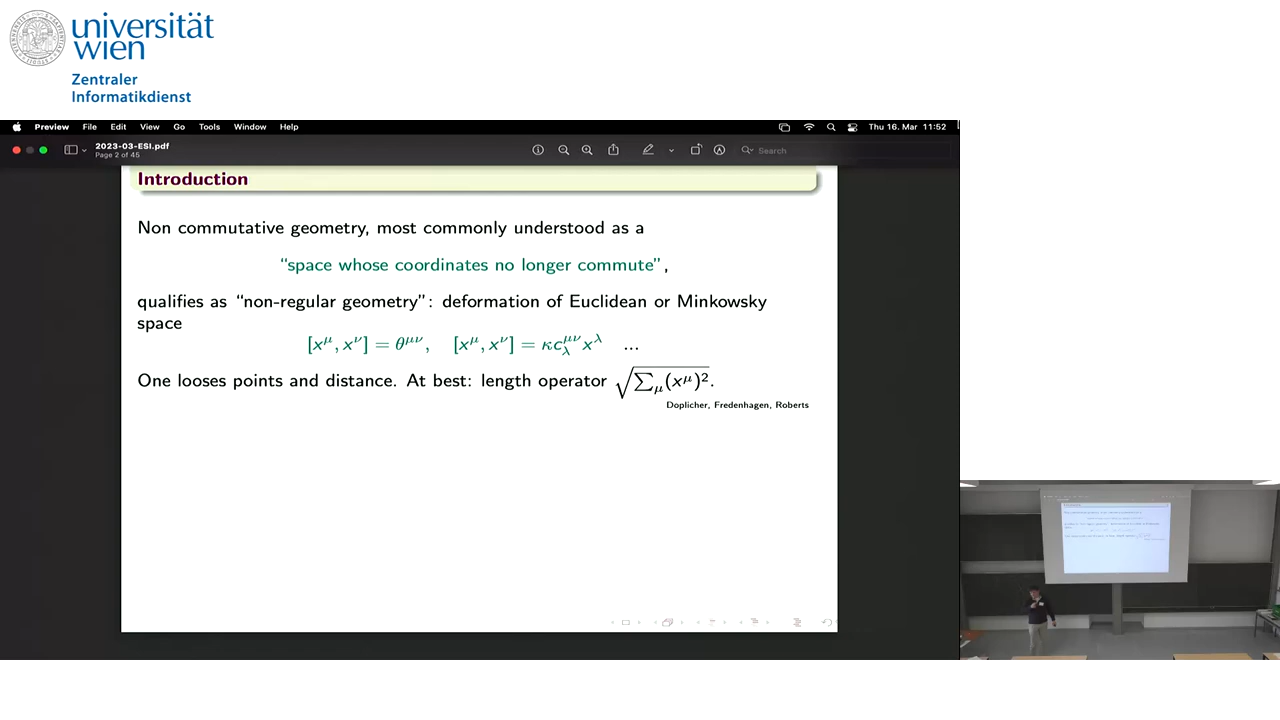 universität
wien
Zentraler
Informatikdienst
Preview File Edit View Go Tools Window Help Thu 16. Mar 11:52
2023-03-ESI.pdf
Page 2 of 45
Search
Introduction
Non commutative geometry, most commonly understood as a
“space whose coordinates no longer commute”,
qualifies as “non-regular geometry”: deformation of Euclidean or Minkowsky
space
[x^μ, x^ν] = θ^{μν}, [x^μ, x^ν] = κc_λ^{μν} x^λ ...
One looses points and distance. At best: length operator √(∑_μ(x^μ)²).
Doplicher, Fredenhagen, Roberts